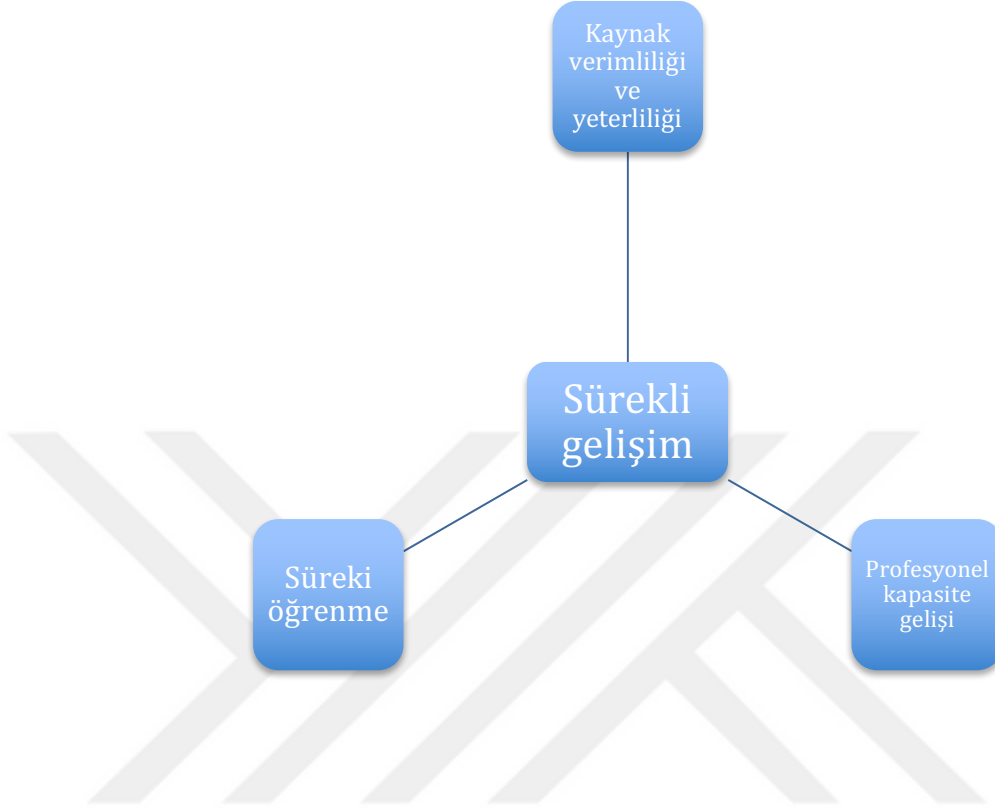 Kaynak
verimliliği
ve
yeterliliği
Sürekli
gelişim
Süreki
öğrenme
Profesyonel
kapasite
gelişi